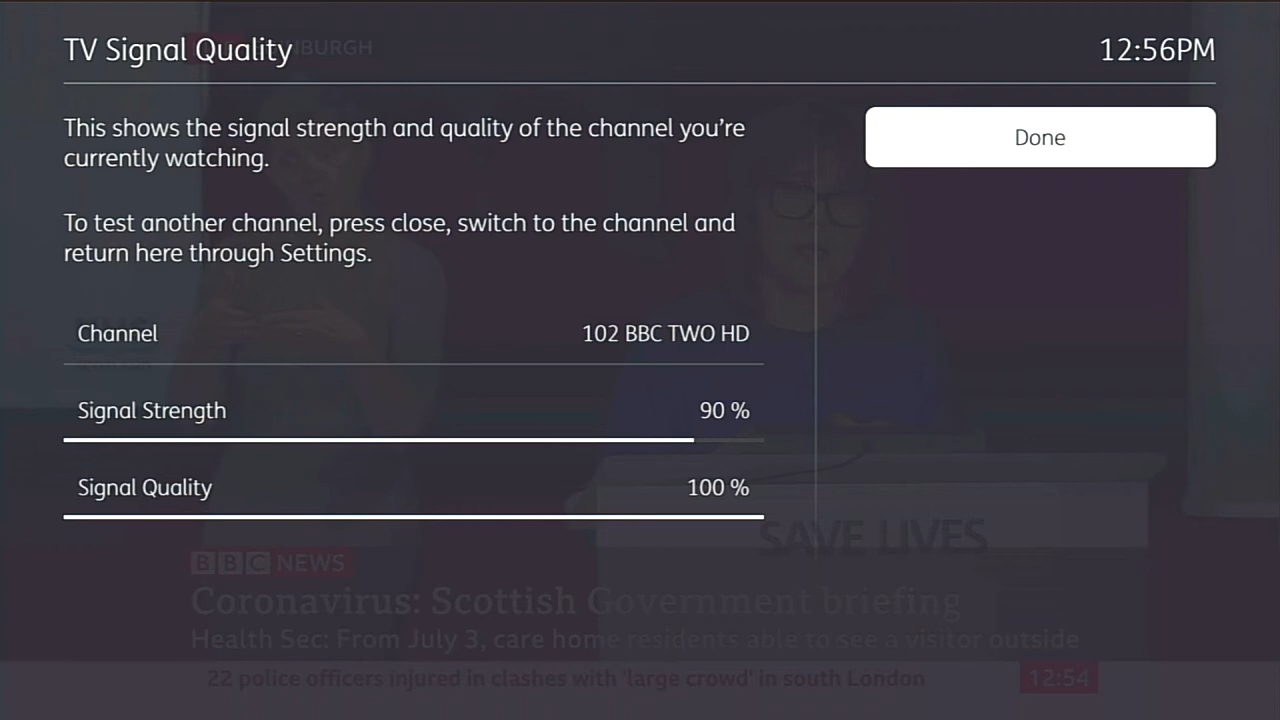 TV Signal Quality
12:56PM
This shows the signal strength and quality of the channel you’re
currently watching.
Done
To test another channel, press close, switch to the channel and
return here through Settings.
Channel
102 BBC TWO HD
Signal Strength
90 %
Signal Quality
100 %
SAVE LIVES
BBC NEWS
Coronavirus: Scottish Government briefing
Health Sec: From July 3, care home residents able to see a visitor outside
22 police officers injured in clashes with 'large crowd' in south London
12:54